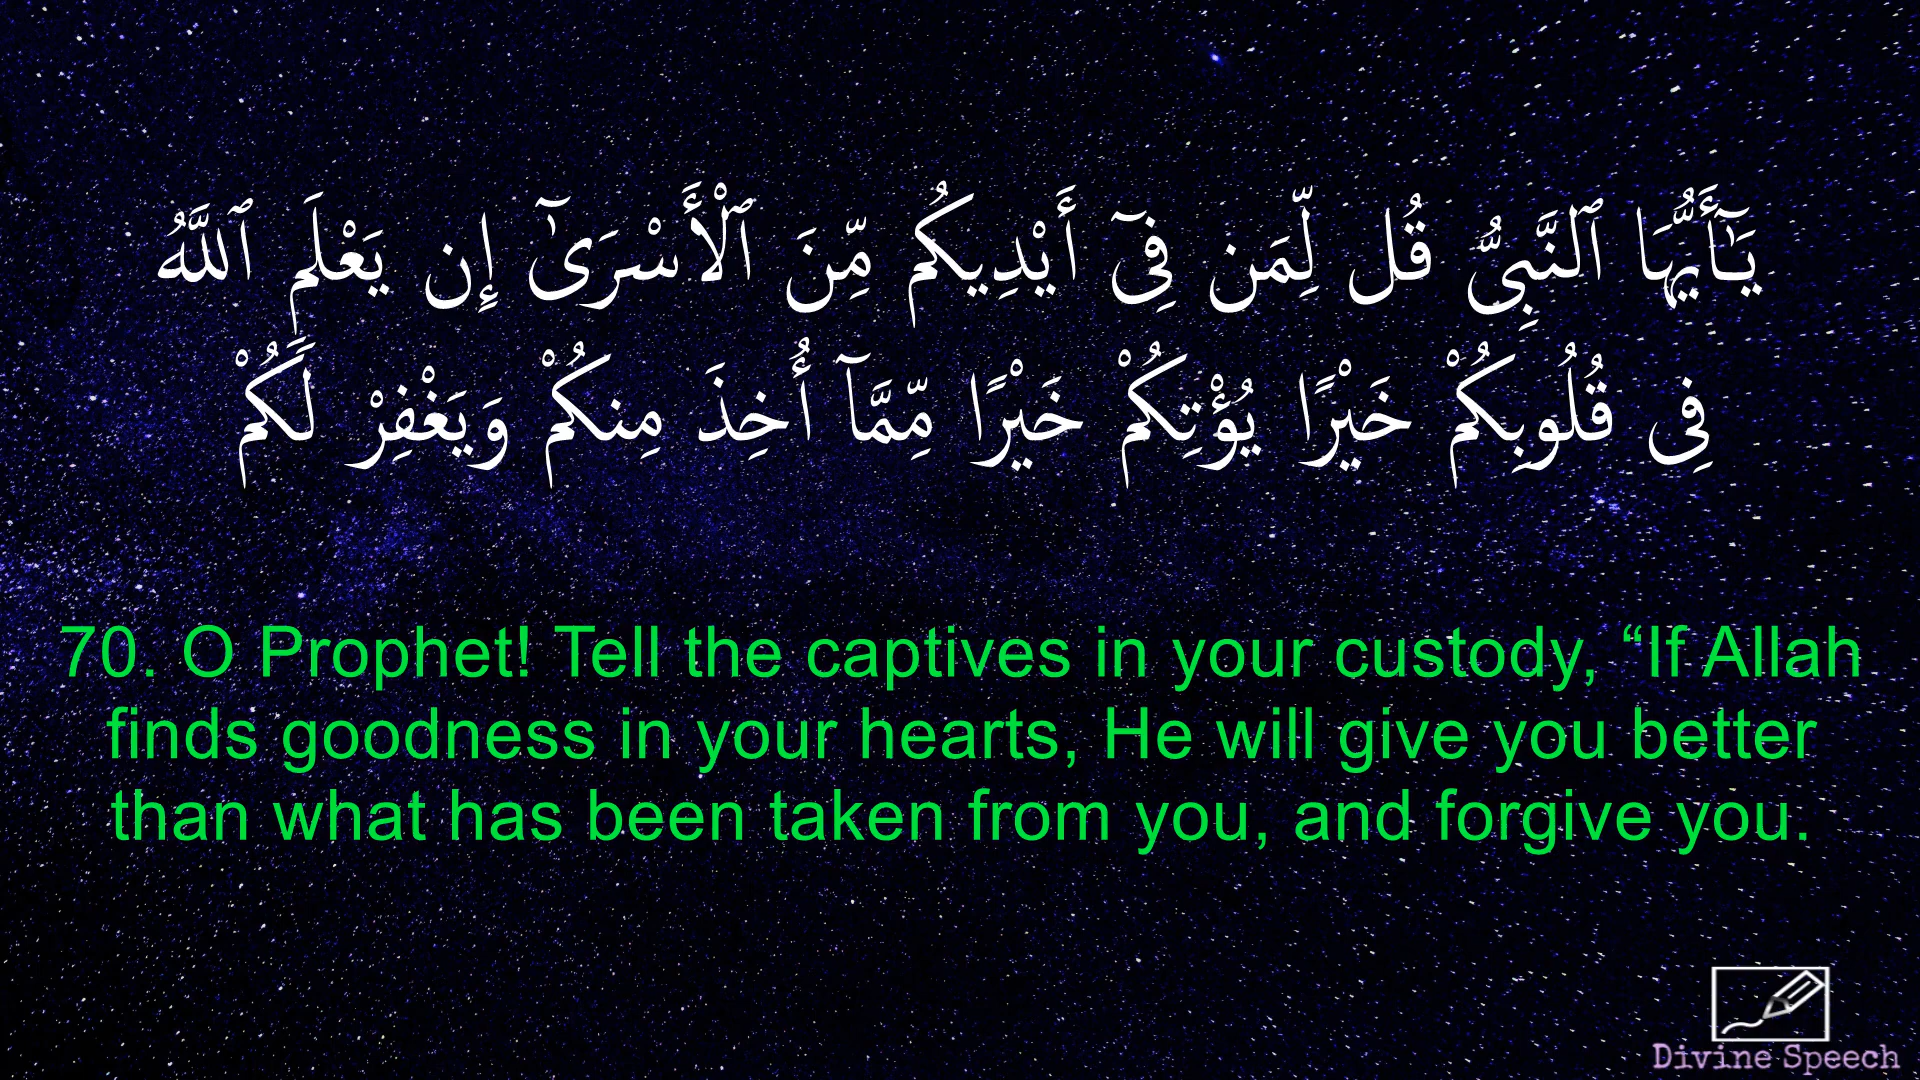 يَـٰٓأَيُّهَا ٱلنَّبِىُّ قُل لِّمَن فِىٓ أَيْدِيكُم مِّنَ ٱلْأَسْرَىٰٓ إِن يَعْلَمِ ٱللَّهُ
فِى قُلُوبِكُمْ خَيْرًا يُؤْتِكُمْ خَيْرًا مِّمَّآ أُخِذَ مِنكُمْ وَيَغْفِرْ لَكُمْ
70. O Prophet! Tell the captives in your custody, “If Allah
finds goodness in your hearts, He will give you better
than what has been taken from you, and forgive you.
Divine Speech